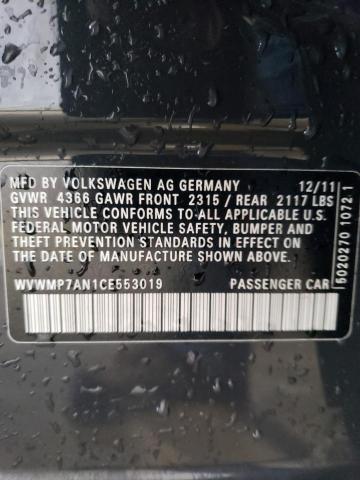 MFD BY VOLKSWAGEN AG GERMANY 12/11
GVWR 4366 GAWR FRONT 2315 / REAR 2117 LBS
THIS VEHICLE CONFORMS TO ALL APPLICABLE U.S.
FEDERAL MOTOR VEHICLE SAFETY, BUMPER AND
THEFT PREVENTION STANDARDS IN EFFECT ON
THE DATE OF MANUFACTURE SHOWN ABOVE.
WVWMP7AN1CE553019 PASSENGER CAR
5020270 1072.1